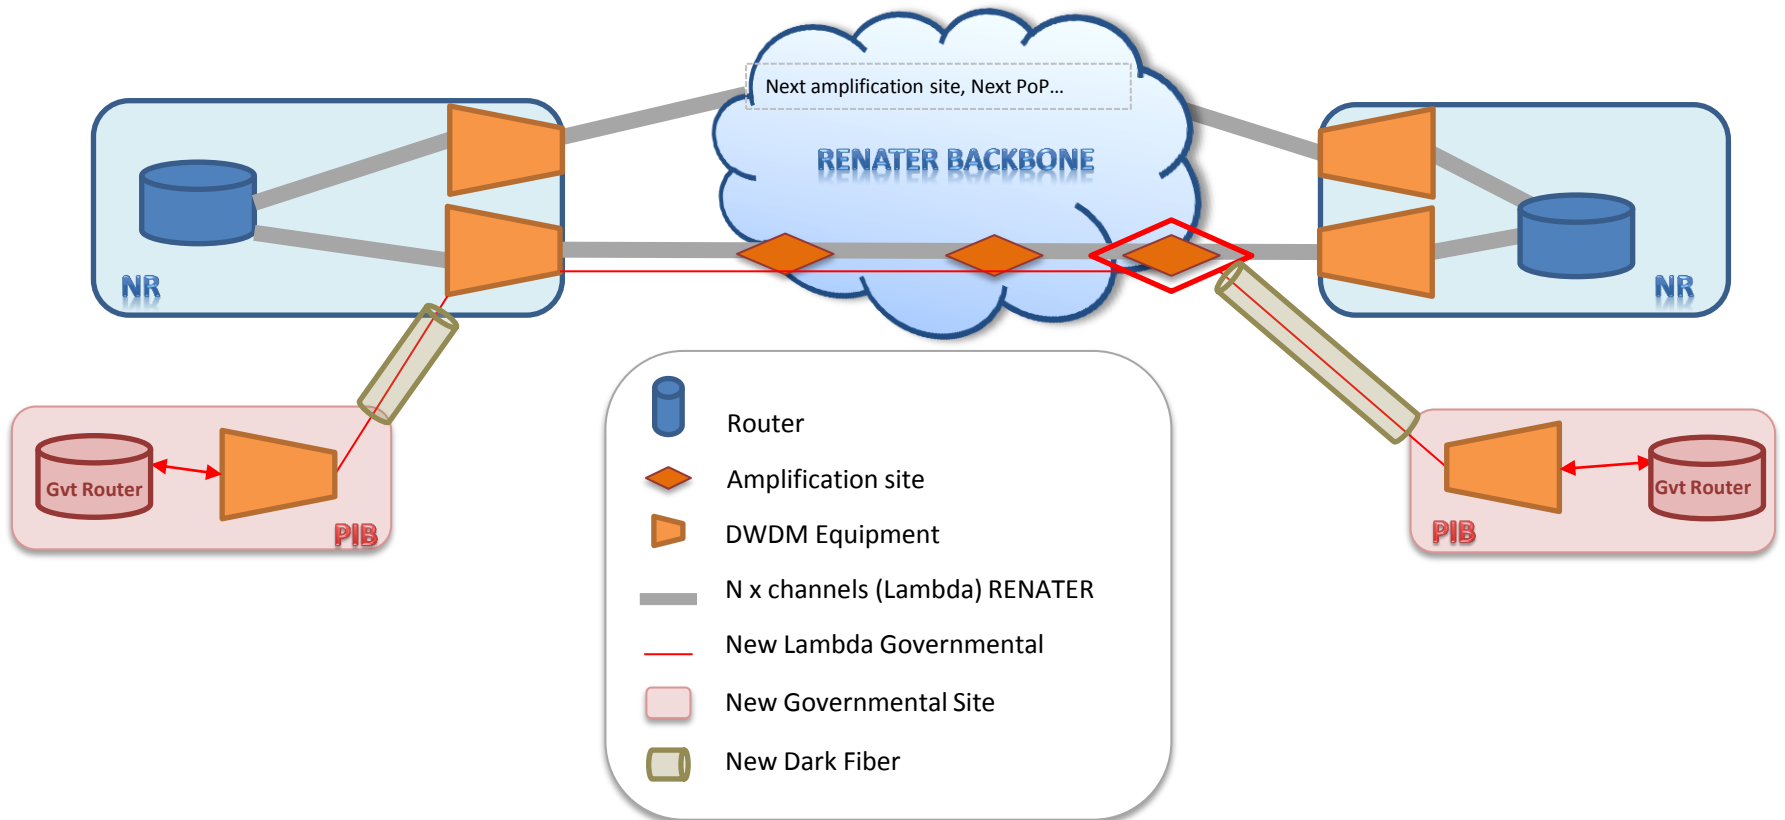 Next amplification site, Next PoP...
RENATER BACKBONE
NR
NR
Gvt Router
PIB
Gvt Router
PIB
Router
Amplification site
DWDM Equipment
N x channels (Lambda) RENATER
New Lambda Governmental
New Governmental Site
New Dark Fiber